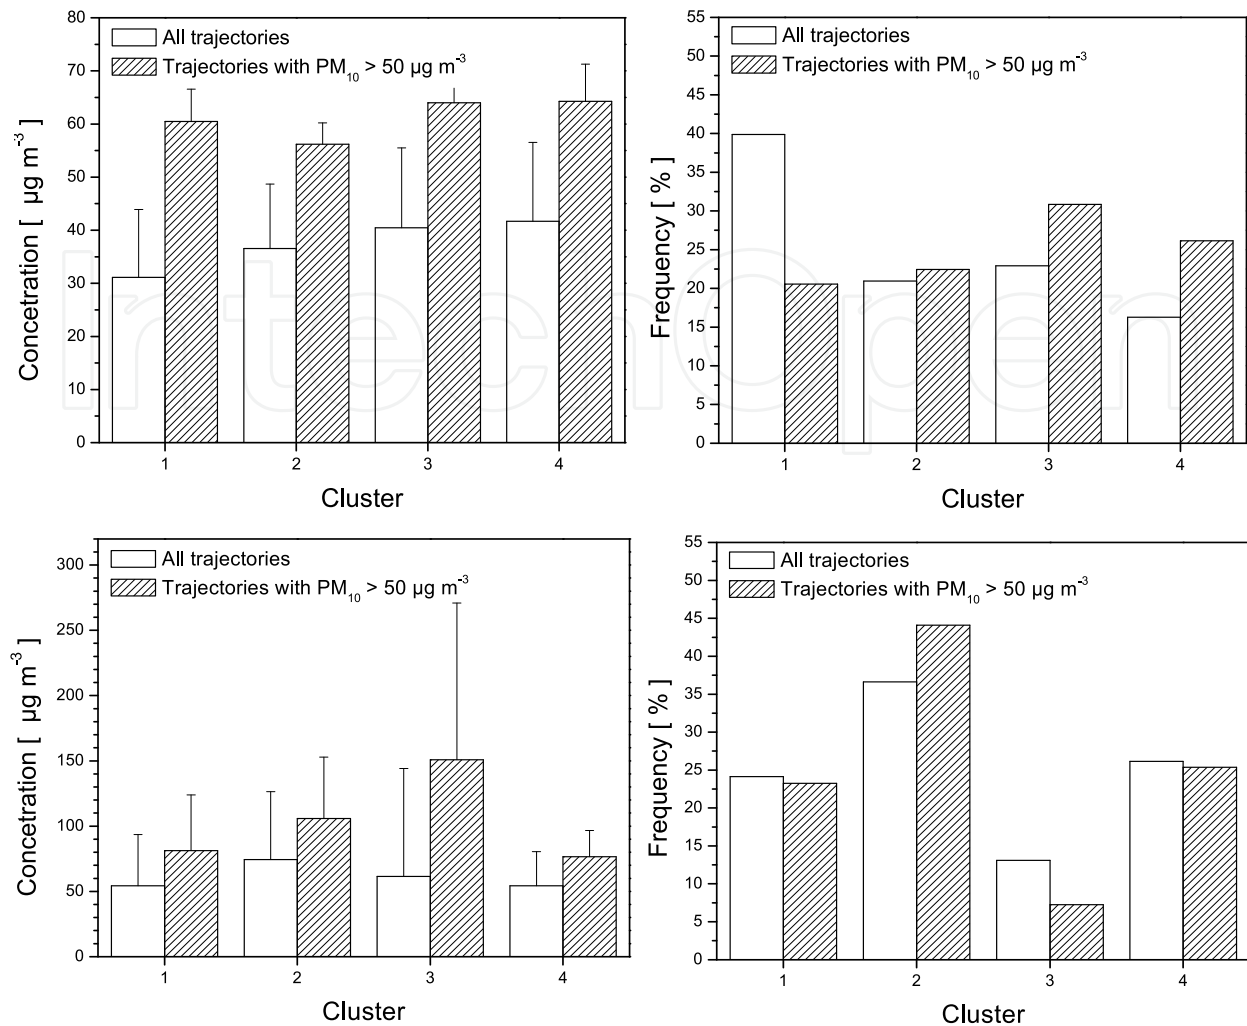 80
70
60
50
40
30
20
10
0
Concetration [ µg m-3 ]
All trajectories
Trajectories with PM10 > 50 µg m-3
1 2 3 4
Cluster
55
50
45
40
35
30
25
20
15
10
5
0
Frequency [ % ]
All trajectories
Trajectories with PM10 > 50 µg m-3
1 2 3 4
Cluster
300
250
200
150
100
50
0
Concetration [ µg m-3 ]
All trajectories
Trajectories with PM10 > 50 µg m-3
1 2 3 4
Cluster
55
50
45
40
35
30
25
20
15
10
5
0
Frequency [ % ]
All trajectories
Trajectories with PM10 > 50 µg m-3
1 2 3 4
Cluster
IntechOpen